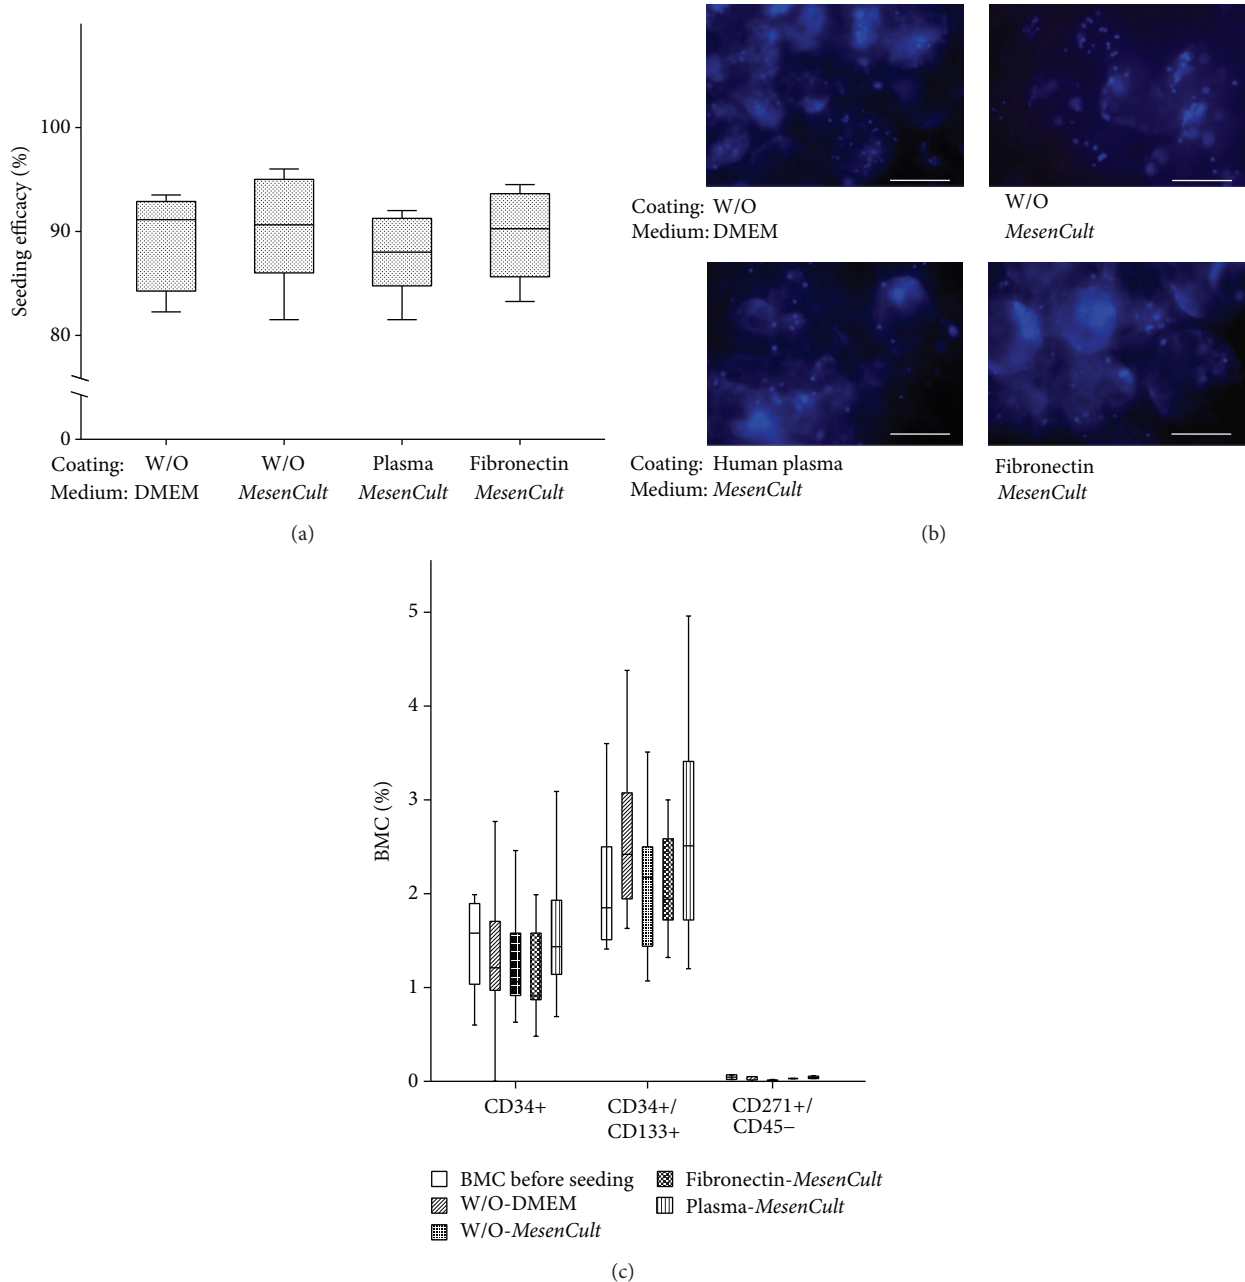 100
90
80
0
Seeding efficacy (%)
Coating: W/O W/O Plasma Fibronectin
Medium: DMEM MesenCult MesenCult MesenCult
(a)
Coating: W/O
Medium: DMEM
W/O
MesenCult
Coating: Human plasma
Medium: MesenCult
Fibronectin
MesenCult
(b)
5
4
3
2
1
0
BMC (%)
CD34+
CD34+/
CD133+
CD271+/
CD45−
BMC before seeding
W/O-DMEM
W/O-MesenCult
Fibronectin-MesenCult
Plasma-MesenCult
(c)